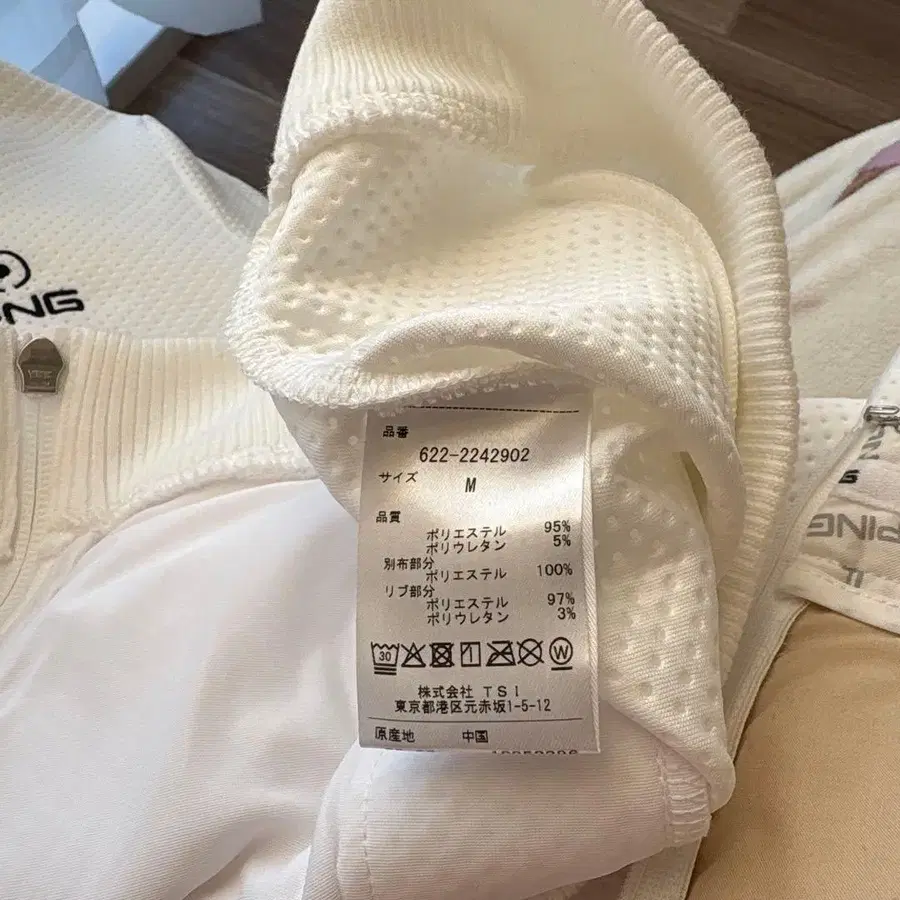 品番
622-2242902
サイズ
M
品質
ポリエステル 95%
ポリウレタン 5%
別布部分
ポリエステル 100%
リブ部分
ポリエステル 97%
ポリウレタン 3%
30
W
株式会社 TSI
東京都港区元赤坂1-5-12
原産地 中国
PING